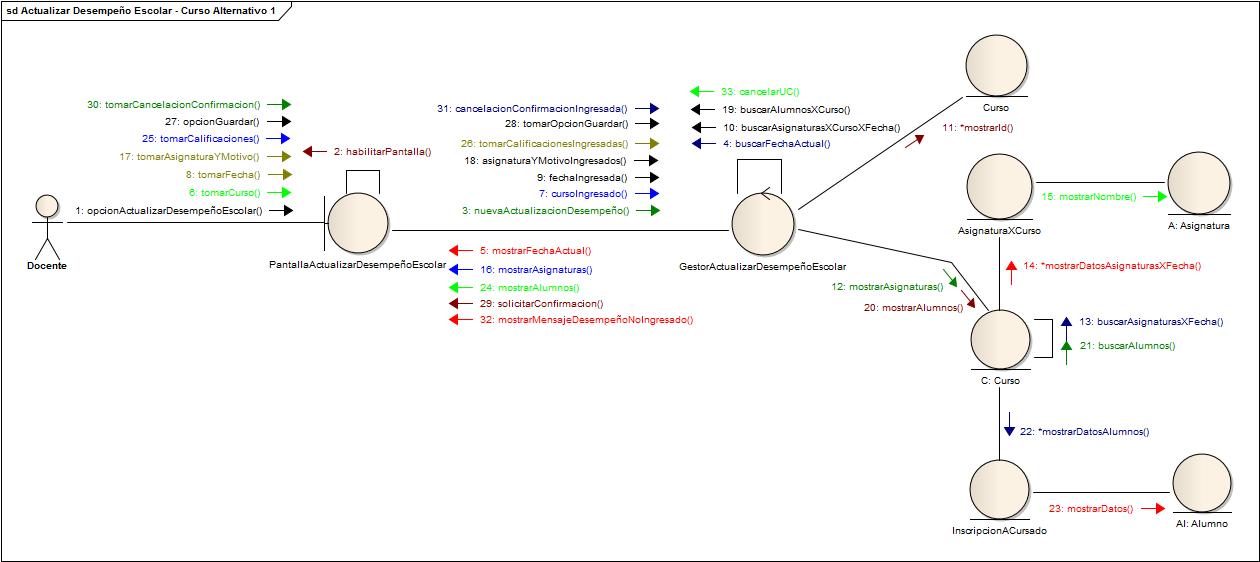 sd Actualizar Desempeño Escolar - Curso Alternativo 1
30: tomarCancelacionConfirmacion()
27: opcionGuardar()
25: tomarCalificaciones()
17: tomarAsignaturaYMotivo()
8: tomarFecha()
6: tomarCurso()
1: opcionActualizarDesempeñoEscolar()
2: habilitarPantalla()
Docente
PantallaActualizarDesempeñoEscolar
31: cancelacionConfirmacionIngresada()
28: tomarOpcionGuardar()
26: tomarCalificacionesIngresadas()
18: asignaturaYMotivoIngresados()
9: fechaIngresada()
7: cursoIngresado()
3: nuevaActualizacionDesempeño()
5: mostrarFechaActual()
16: mostrarAsignaturas()
24: mostrarAlumnos()
29: solicitarConfirmacion()
32: mostrarMensajeDesempeñoNoIngresado()
33: cancelarUC()
19: buscarAlumnosXCurso()
10: buscarAsignaturasXCursoXFecha()
4: buscarFechaActual()
GestorActualizarDesempeñoEscolar
Curso
11: *mostrarId()
AsignaturaXCurso
15: mostrarNombre()
A: Asignatura
14: *mostrarDatosAsignaturasXFecha()
12: mostrarAsignaturas()
20: mostrarAlumnos()
13: buscarAsignaturasXFecha()
21: buscarAlumnos()
C: Curso
22: *mostrarDatosAlumnos()
InscripcionACursado
23: mostrarDatos()
Al: Alumno